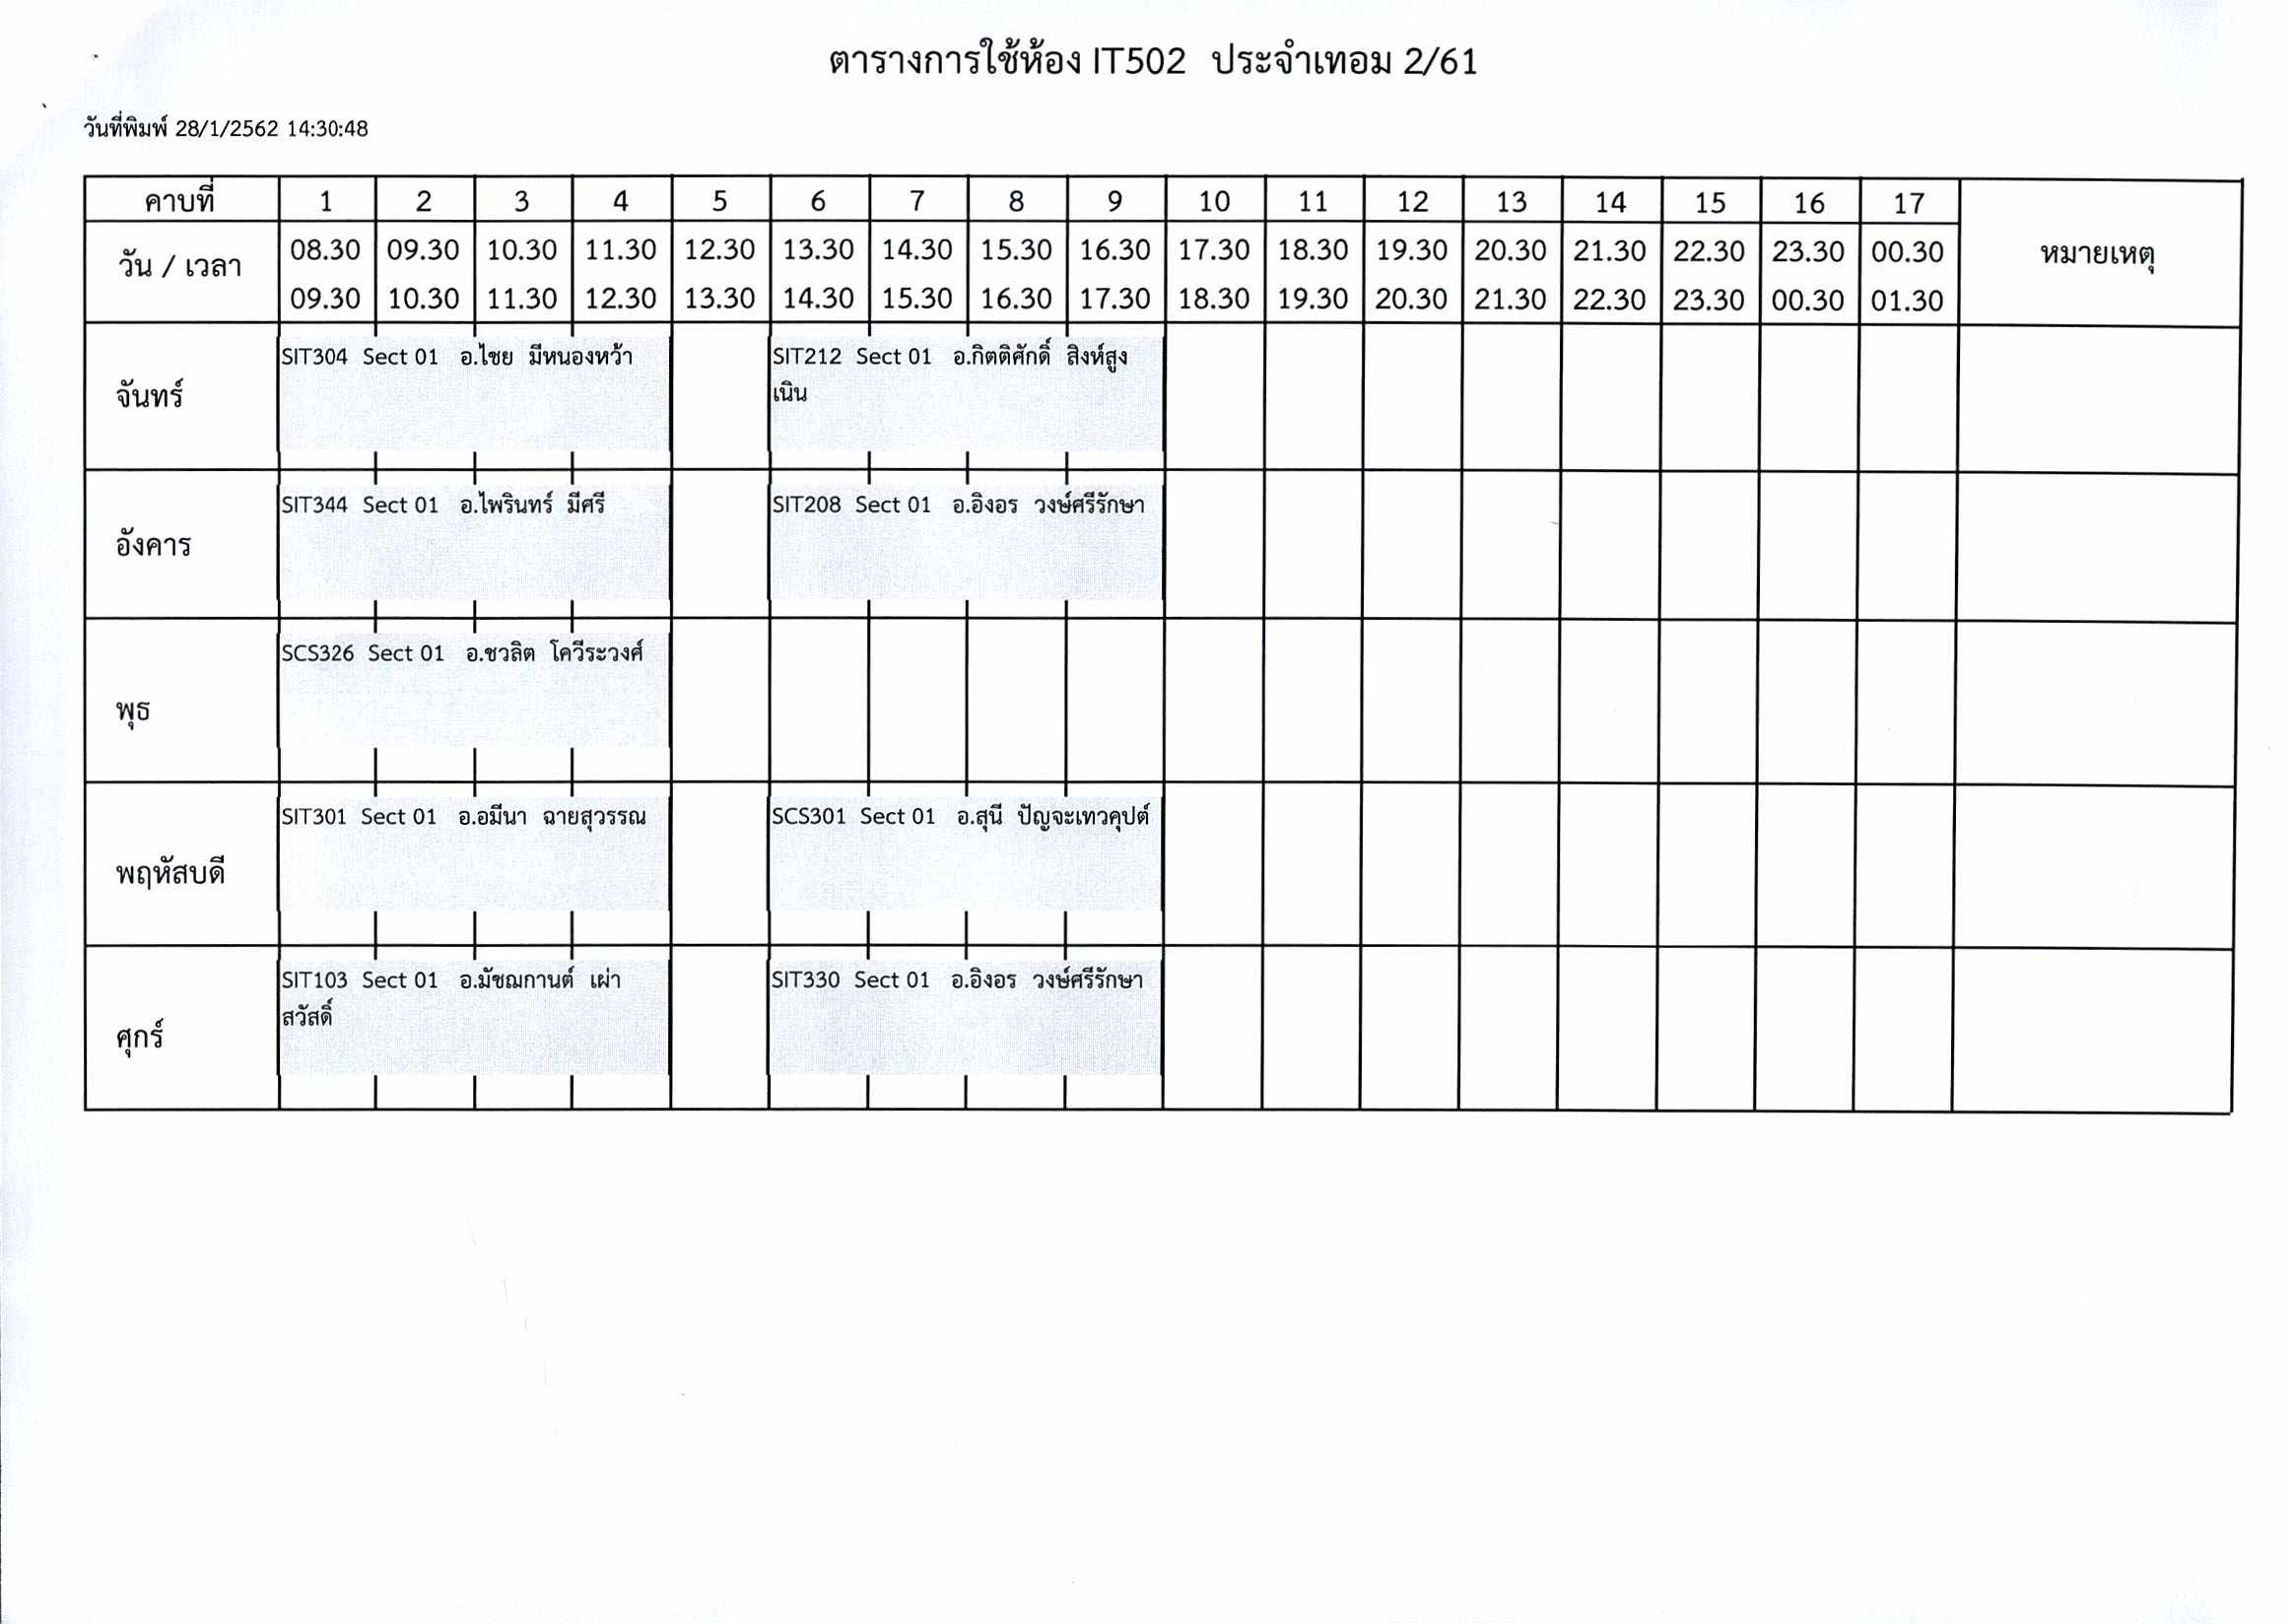 ตารางการใช้ห้อง IT502 ประจำเทอม 2/61
วันที่พิมพ์ 28/1/2562 14:30:48
คาบที่ 1 2 3 4 5 6 7 8 9 10 11 12 13 14 15 16 17
วัน / เวลา 08.30 09.30 10.30 11.30 12.30 13.30 14.30 15.30 16.30 17.30 18.30 19.30 20.30 21.30 22.30 23.30 00.30 หมายเหตุ
09.30 10.30 11.30 12.30 13.30 14.30 15.30 16.30 17.30 18.30 19.30 20.30 21.30 22.30 23.30 00.30 01.30
จันทร์
SIT304 Sect 01 อ.ไชย มีหนองหว้า
SIT212 Sect 01 อ.กิตติศักดิ์ สิงห์สูง
เนิน
อังคาร
SIT344 Sect 01 อ.ไพรินทร์ มีศรี
SIT208 Sect 01 อ.อิงอร วงษ์ศรีรักษา
พุธ
SCS326 Sect 01 อ.ชวลิต โควีระวงศ์
พฤหัสบดี
SIT301 Sect 01 อ.อมีนา ฉายสุวรรณ
SCS301 Sect 01 อ.สุนี ปัญจะเทวคุปต์
ศุกร์
SIT103 Sect 01 อ.มัชฌกานต์ เผ่า
สวัสดิ์
SIT330 Sect 01 อ.อิงอร วงษ์ศรีรักษา